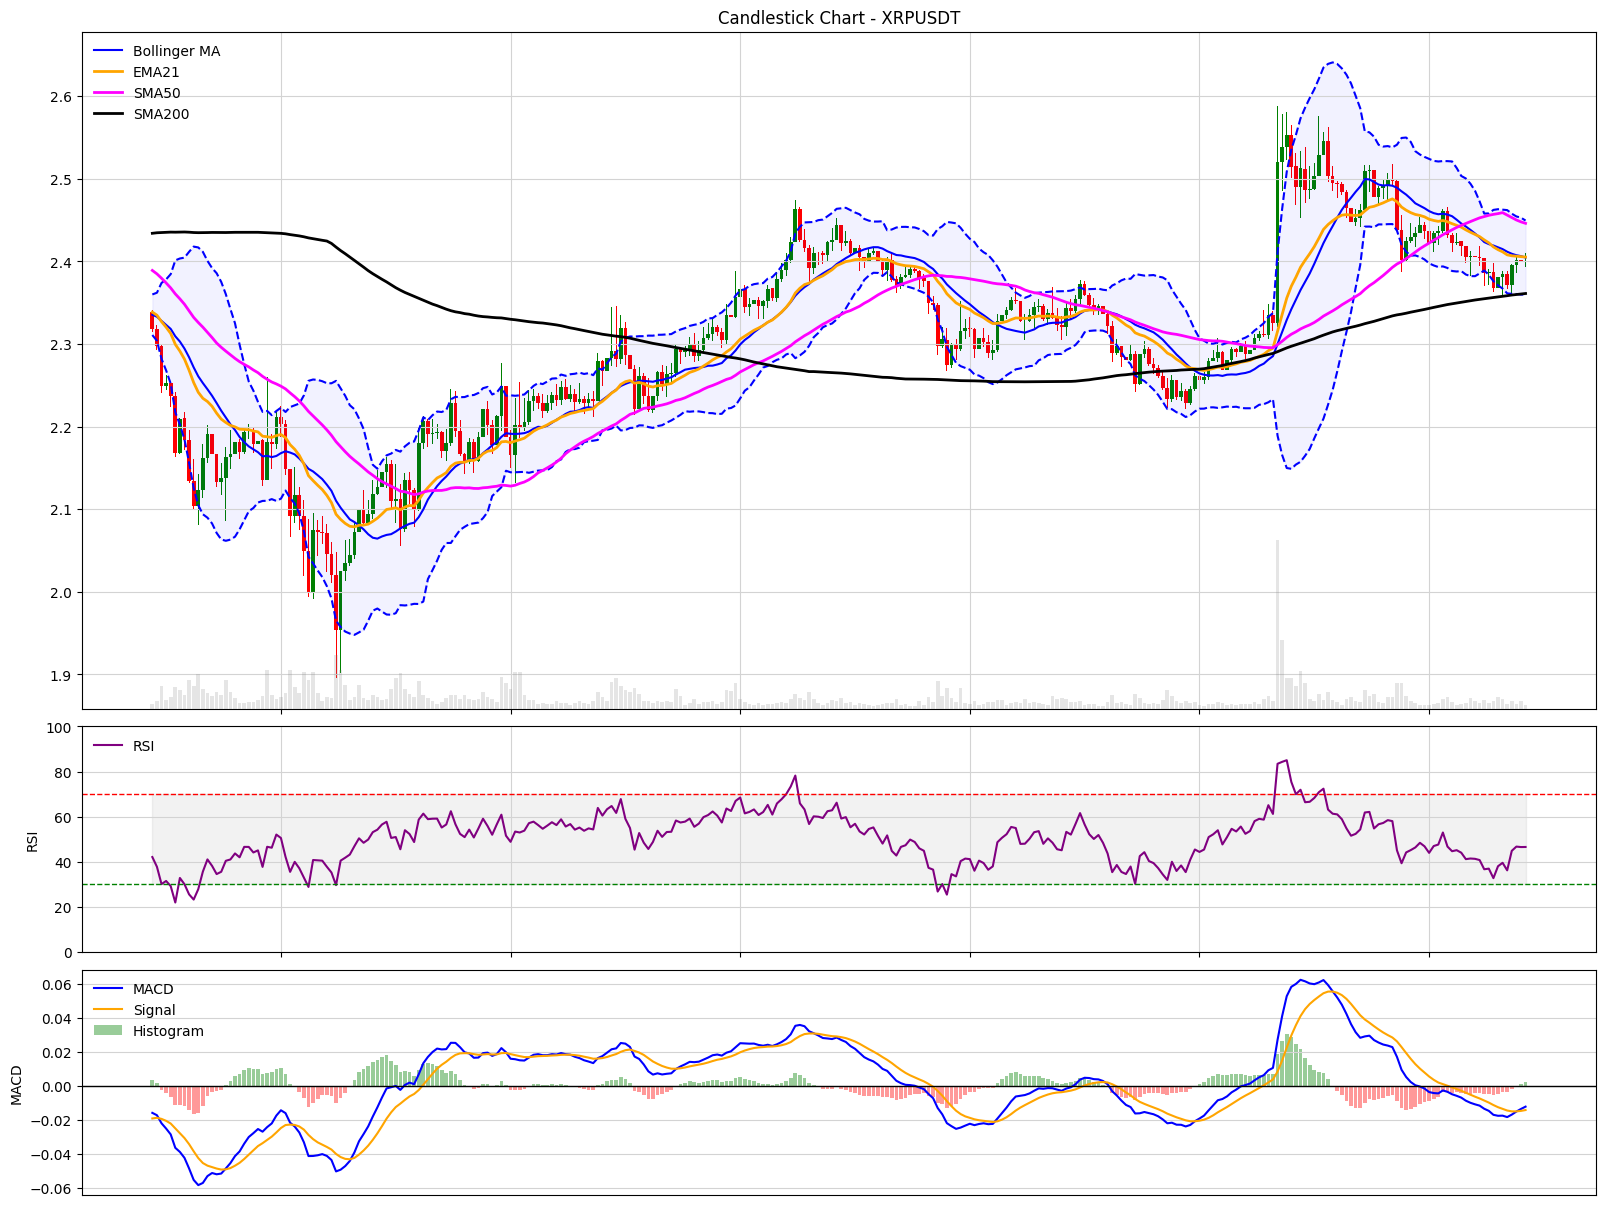 Candlestick Chart - XRPUSDT
Bollinger MA
EMA21
SMA50
SMA200
2.6
2.5
2.4
2.3
2.2
2.1
2.0
1.9
RSI
100
80
60
40
20
0
RSI
MACD
Signal
Histogram
0.06
0.04
0.02
0.00
−0.02
−0.04
−0.06
MACD